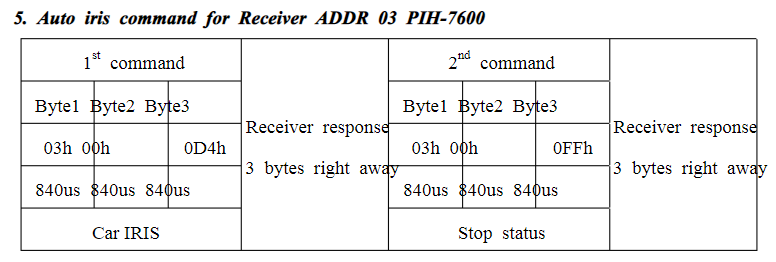 5. Auto iris command for Receiver ADDR 03 PIH-7600
1st command
2nd command
Byte1 Byte2 Byte3
Receiver response
3 bytes right away
Byte1 Byte2 Byte3
Receiver response
3 bytes right away
03h 00h 0D4h
03h 00h 0FFh
840us 840us 840us
840us 840us 840us
Car IRIS
Stop status